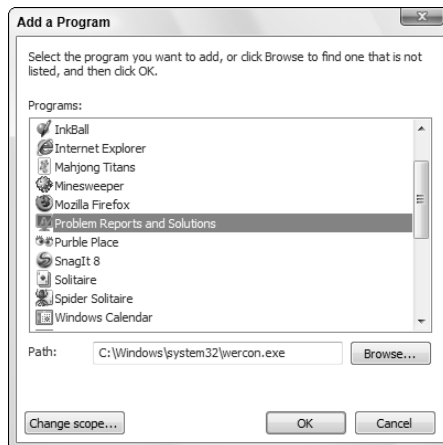 Add a Program
Select the program you want to add, or click Browse to find one that is not
listed, and then click OK.
Programs:
InkBall
Internet Explorer
Mahjong Titans
Minesweeper
Mozilla Firefox
Problem Reports and Solutions
Purble Place
SnagIt 8
Solitaire
Spider Solitaire
Windows Calendar
Path: C:\Windows\system32\wercon.exe Browse...
Change scope... OK Cancel